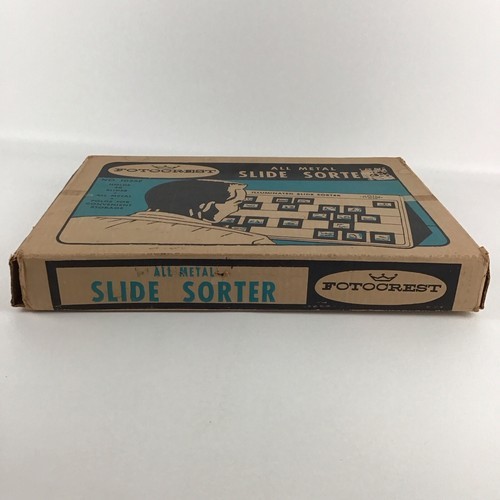 FOTOCREST
ALL METAL
SLIDE SORTER
ILLUMINATED SLIDE SORTER
ALL METAL
SLIDE SORTER
FOTOCREST